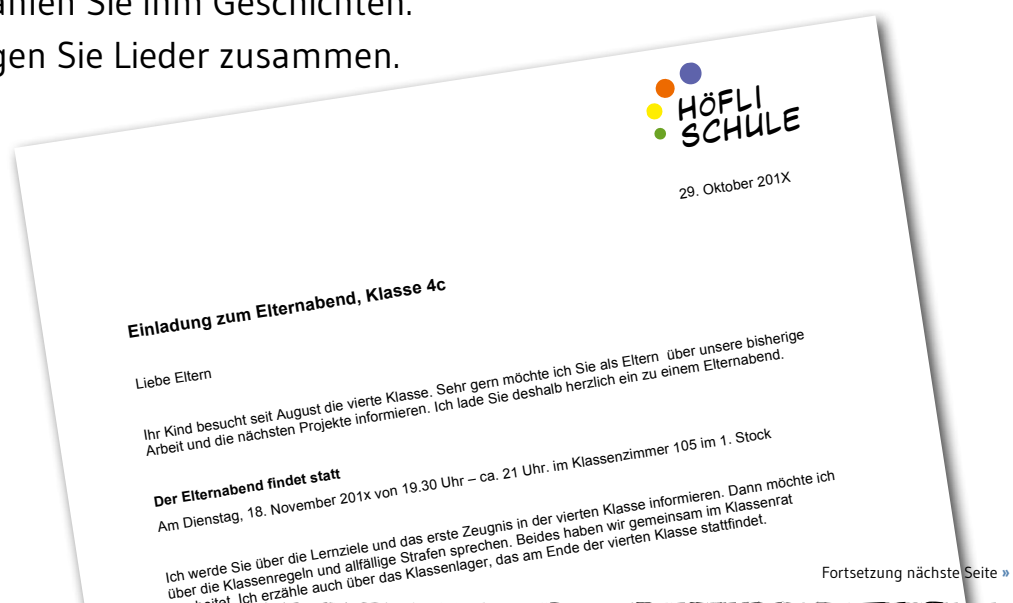 Sie ihm Geschichten.
Sie Lieder zusammen.
HÖFLI
SCHULE
29. Oktober 201X
Einladung zum Elternabend, Klasse 4c
Liebe Eltern
Ihr Kind besucht seit August die vierte Klasse. Sehr gern möchte ich Sie als Eltern über unsere bisherige
Arbeit und die nächsten Projekte informieren. Ich lade Sie deshalb herzlich ein zu einem Elternabend.
Der Elternabend findet statt
Am Dienstag, 18. November 201x von 19.30 Uhr – ca. 21 Uhr. im Klassenzimmer 105 im 1. Stock
Ich werde Sie über die Lernziele und das erste Zeugnis in der vierten Klasse informieren. Dann möchte ich
über die Klassenregeln und allfällige Strafen sprechen. Beides haben wir gemeinsam im Klassenrat
Ich erzähle auch über das Klassenlager, das am Ende der vierten Klasse stattfindet.
Fortsetzung nächste Seite »